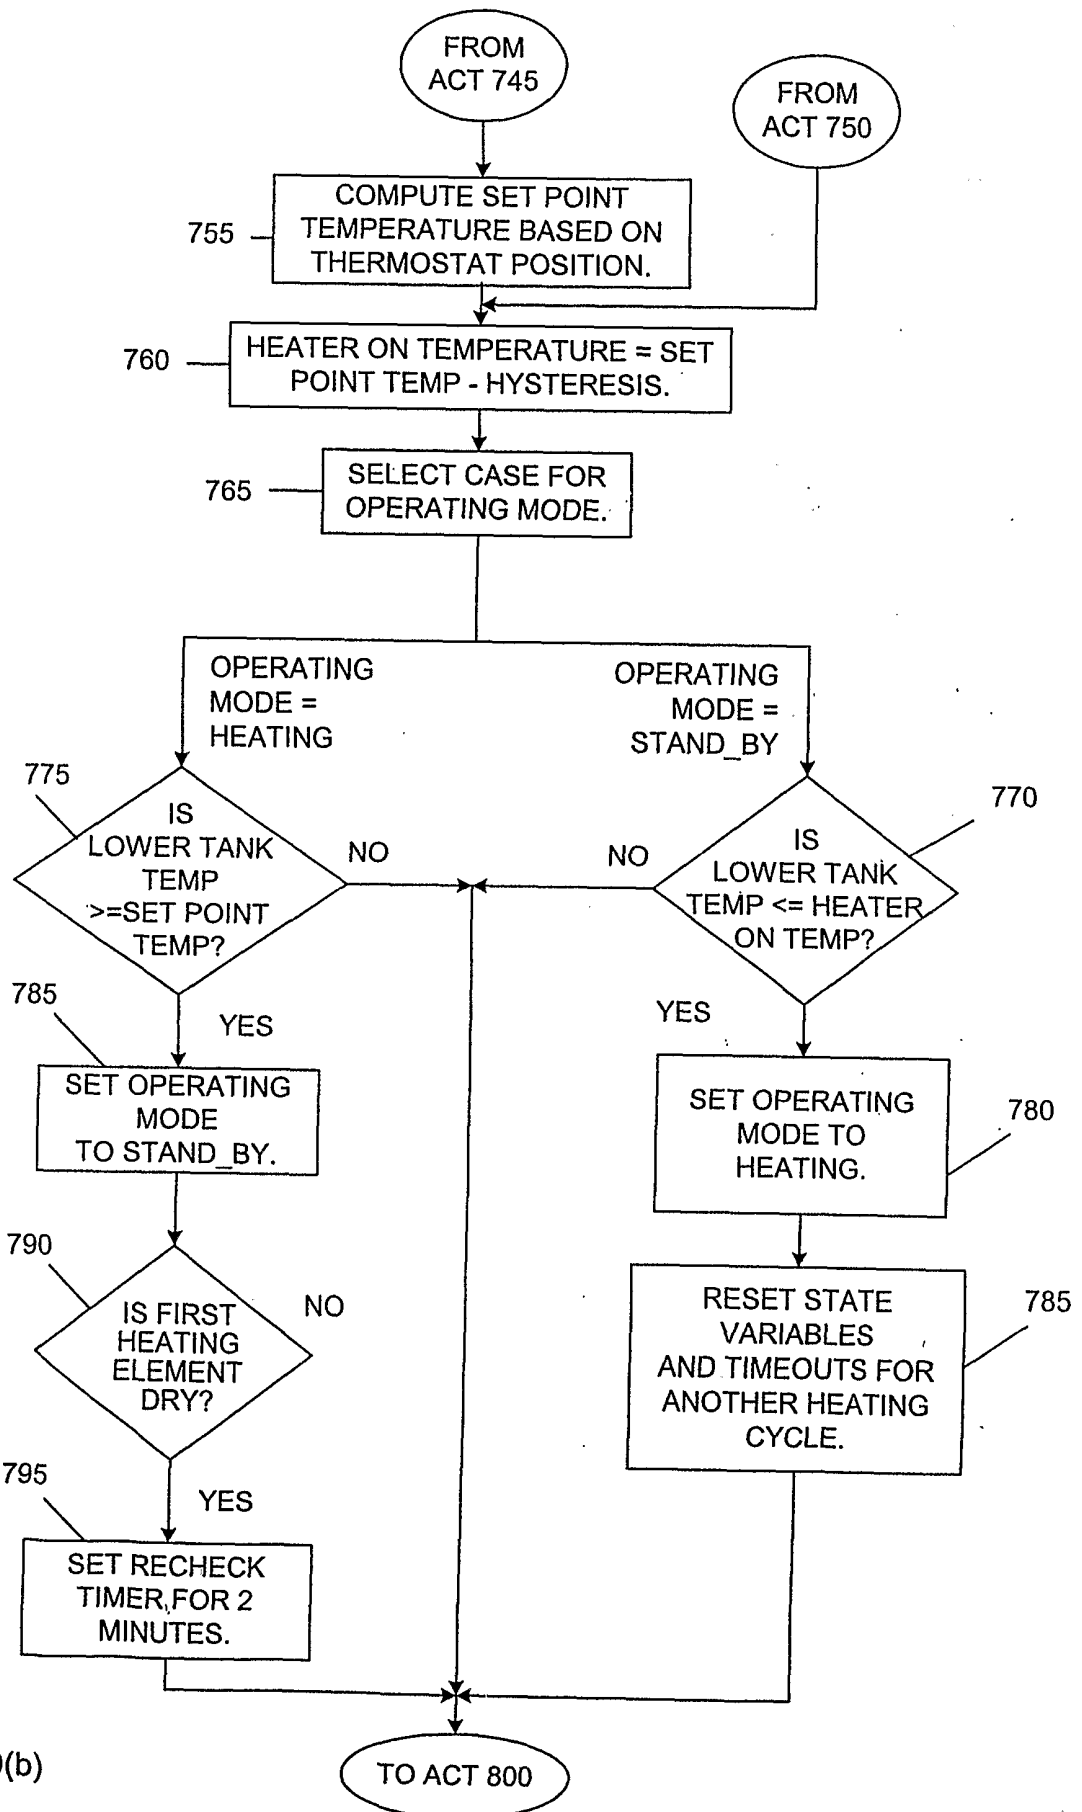 FROM
ACT 745
FROM
ACT 750
755
COMPUTE SET POINT
TEMPERATURE BASED ON
THERMOSTAT POSITION.
760
HEATER ON TEMPERATURE = SET
POINT TEMP - HYSTERESIS.
765
SELECT CASE FOR
OPERATING MODE.
OPERATING
MODE =
HEATING
OPERATING
MODE =
STAND_BY
775
IS
LOWER TANK
TEMP
>=SET POINT
TEMP?
NO
NO
770
IS
LOWER TANK
TEMP <= HEATER
ON TEMP?
785
YES
SET OPERATING
MODE
TO STAND_BY.
YES
SET OPERATING
MODE TO
HEATING.
780
790
IS FIRST
HEATING
ELEMENT
DRY?
NO
RESET STATE
VARIABLES
AND TIMEOUTS FOR
ANOTHER HEATING
CYCLE.
785
795
YES
SET RECHECK
TIMER FOR 2
MINUTES.
(b)
TO ACT 800